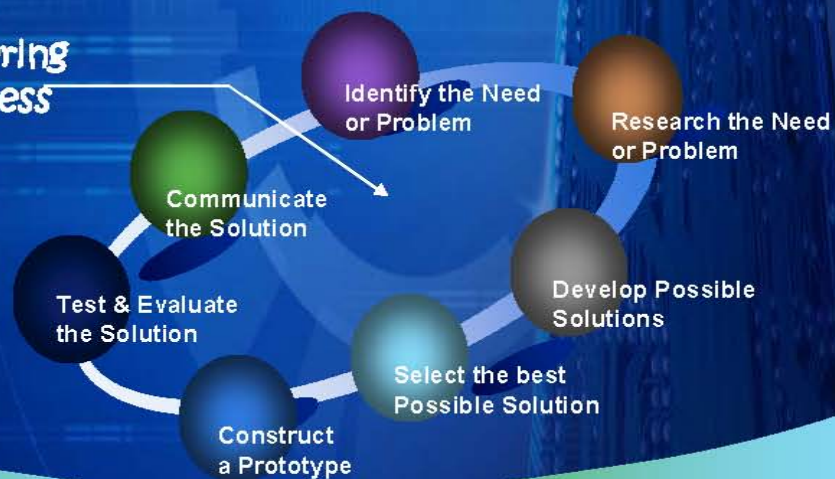 ring
ess
Identify the Need
or Problem
Research the Need
or Problem
Develop Possible
Solutions
Select the best
Possible Solution
Construct
a Prototype
Test & Evaluate
the Solution
Communicate
the Solution